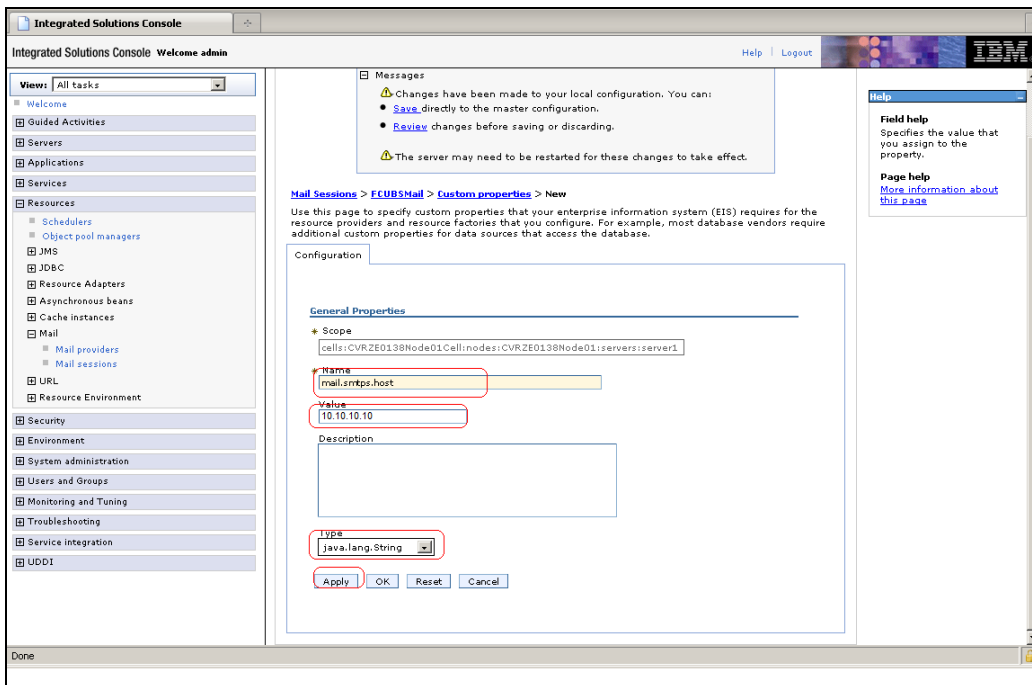 Integrated Solutions Console
Integrated Solutions Console Welcome admin
Help | Logout
IBM
View: All tasks
Welcome
Guided Activities
Servers
Applications
Services
Resources
Schedulers
Object pool managers
JMS
JDBC
Resource Adapters
Asynchronous beans
Cache instances
Mail
Mail providers
Mail sessions
URL
Resource Environment
Security
Environment
System administration
Users and Groups
Monitoring and Tuning
Troubleshooting
Service integration
UDDI
Messages
Changes have been made to your local configuration. You can:
Save directly to the master configuration.
Review changes before saving or discarding.
The server may need to be restarted for these changes to take effect.
Mail Sessions > FCUBSMail > Custom properties > New
Use this page to specify custom properties that your enterprise information system (EIS) requires for the
resource providers and resource factories that you configure. For example, most database vendors require
additional custom properties for data sources that access the database.
Configuration
General Properties
Scope
cells:CVRZE0138Node01Cell:nodes:CVRZE0138Node01:servers:server1
Name
mail.smtps.host
Value
10.10.10.10
Description
Type
java.lang.String
Apply OK Reset Cancel
Help
Field help
Specifies the value that
you assign to the
property.
Page help
More information about
this page
Done